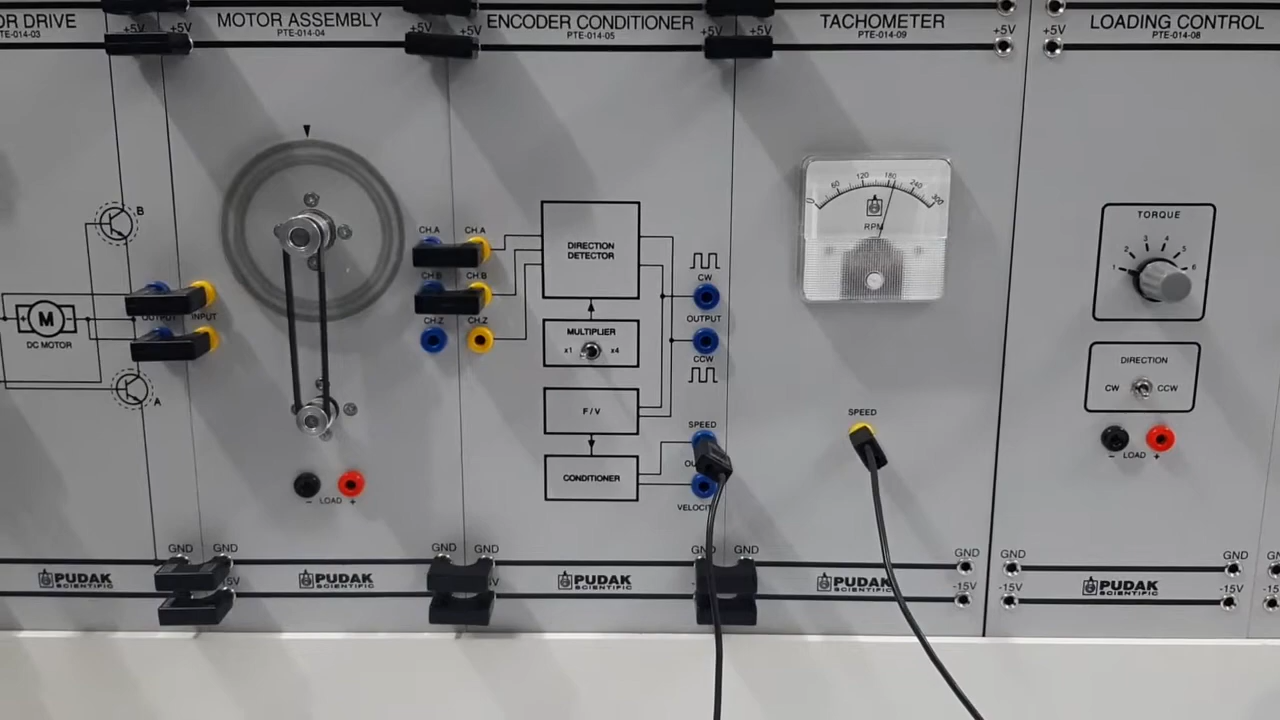 OR DRIVE
PTE-014-03
MOTOR ASSEMBLY
PTE-014-04
ENCODER CONDITIONER
PTE-014-05
TACHOMETER
PTE-014-09
LOADING CONTROL
PTE-014-08
+5V
+5V
+5V
+5V
+5V
+5V
+5V
+5V
B
M
DC MOTOR
A
OUTPUT
INPUT
LOAD
- +
CH.A
CH.A
CH B
CH.B
CH.Z
CH.Z
DIRECTION
DETECTOR
MULTIPLIER
x1 x4
F / V
CONDITIONER
CW
OUTPUT
CCW
SPEED
OU
VELOCIT
0 60 120 180 240 300
RPM
SPEED
TORQUE
1 2 3 4 5 6
DIRECTION
CW CCW
- LOAD +
GND GND
GND GND
GND GND
GND
GND
GND
5V
V
-15V
-15V
-15V
PUDAK
SCIENTIFIC
PUDAK
SCIENTIFIC
PUDAK
SCIENTIFIC
PUDAK
SCIENTIFIC
PUDAK
SCIENTIFIC